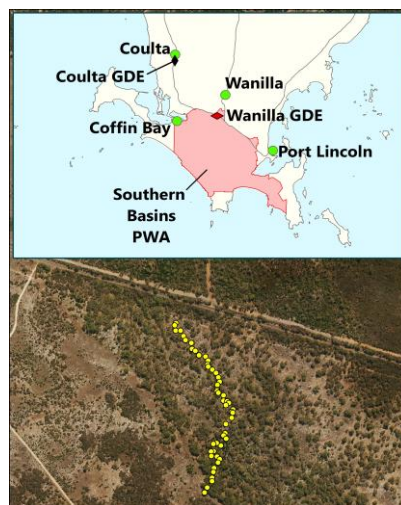 Coulta
Coulta GDE
Wanilla
Wanilla GDE
Coffin Bay
Port Lincoln
Southern
Basins
PWA